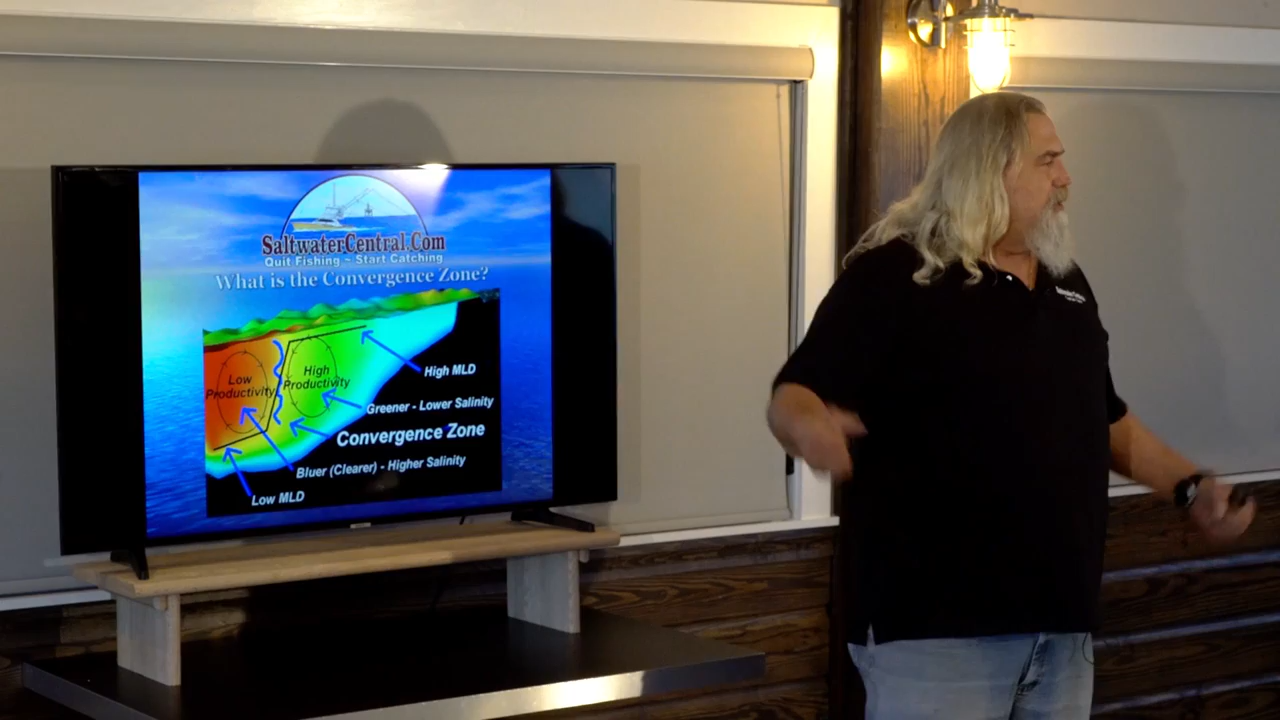 SaltwaterCentral.Com
Quit Fishing ~ Start Catching
What is the Convergence Zone?
Low
Productivity
High
Productivity
High MLD
Greener - Lower Salinity
Convergence Zone
Bluer (Clearer) - Higher Salinity
Low MLD